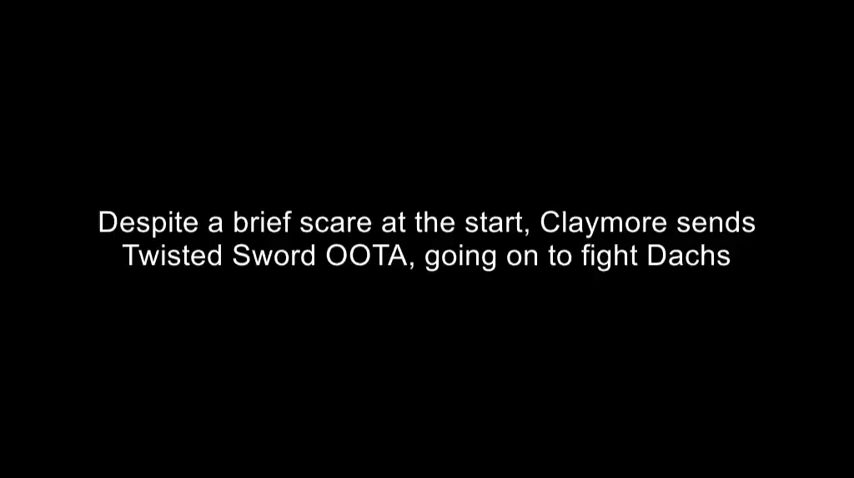 Despite a brief scare at the start, Claymore sends
Twisted Sword OOTA, going on to fight Dachs